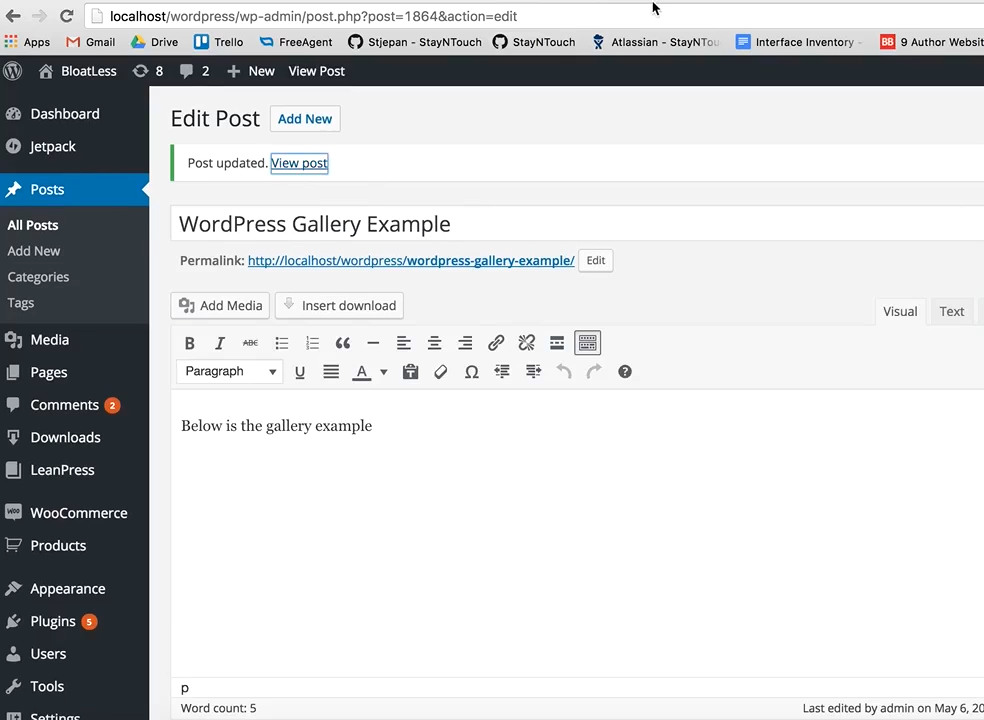 localhost/wordpress/wp-admin/post.php?post=1864&action=edit
Apps Gmail Drive Trello FreeAgent Stjepan - StayNTouch StayNTouch Atlassian - StayNTou Interface Inventory - BB 9 Author Websit
BloatLess 8 2 New View Post
Dashboard
Jetpack
Posts
All Posts
Add New
Categories
Tags
Media
Pages
Comments 2
Downloads
LeanPress
WooCommerce
Products
Appearance
Plugins 5
Users
Tools
Settings
Edit Post Add New
Post updated. View post
WordPress Gallery Example
Permalink: http://localhost/wordpress/wordpress-gallery-example/ Edit
Add Media Insert download
Visual Text
B I ABC
Paragraph U A
Below is the gallery example
p
Word count: 5 Last edited by admin on May 6, 20